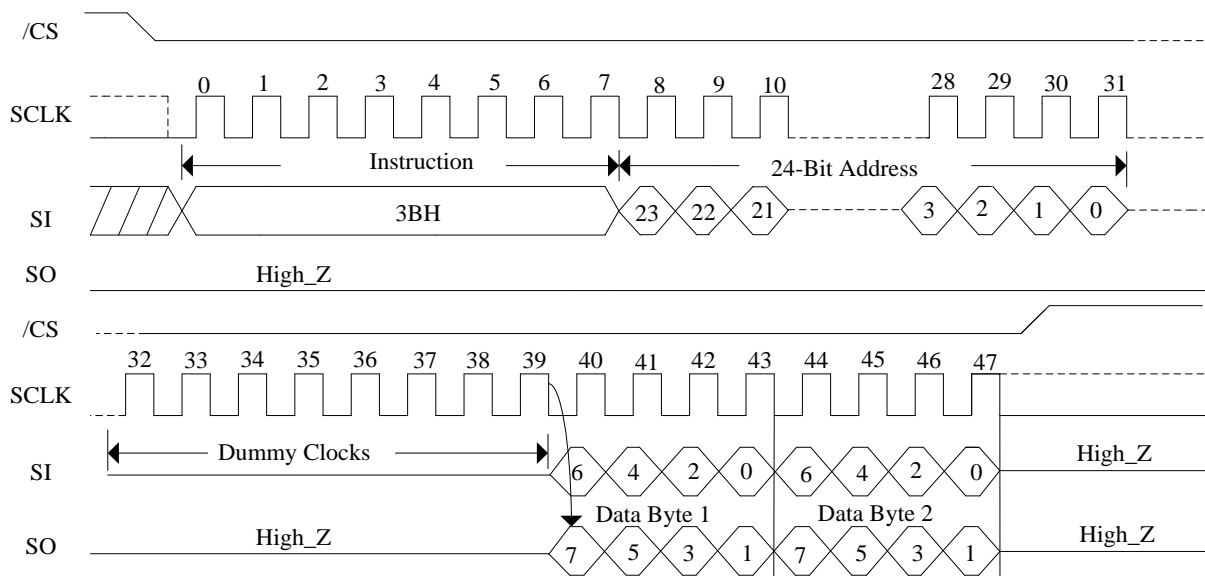 /CS
0 1 2 3 4 5 6 7 8 9 10 28 29 30 31
SCLK
Instruction 24-Bit Address
SI 3BH 23 22 21 3 2 1 0
SO High_Z
/CS
32 33 34 35 36 37 38 39 40 41 42 43 44 45 46 47
SCLK
Dummy Clocks
SI 6 4 2 0 6 4 2 0 High_Z
Data Byte 1 Data Byte 2
SO High_Z 7 5 3 1 7 5 3 1 High_Z